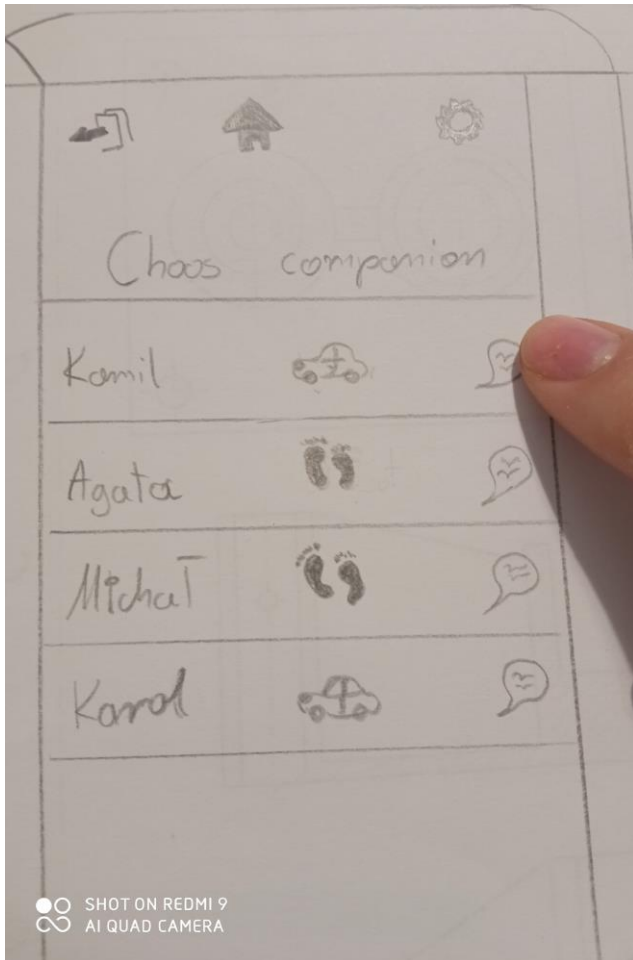 Choos companion
Kamil
Agata
Michał
Karol
SHOT ON REDMI 9
AI QUAD CAMERA